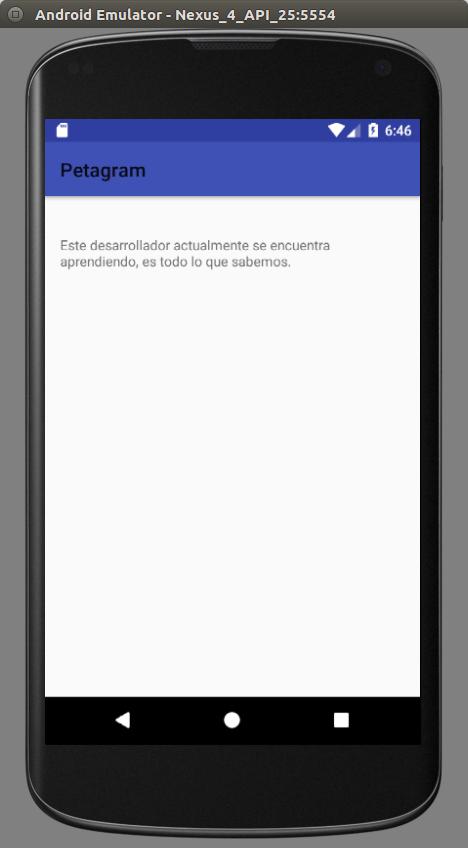 Android Emulator - Nexus_4_API_25:5554
6:46
Petagram
Este desarrollador actualmente se encuentra
aprendiendo, es todo lo que sabemos.